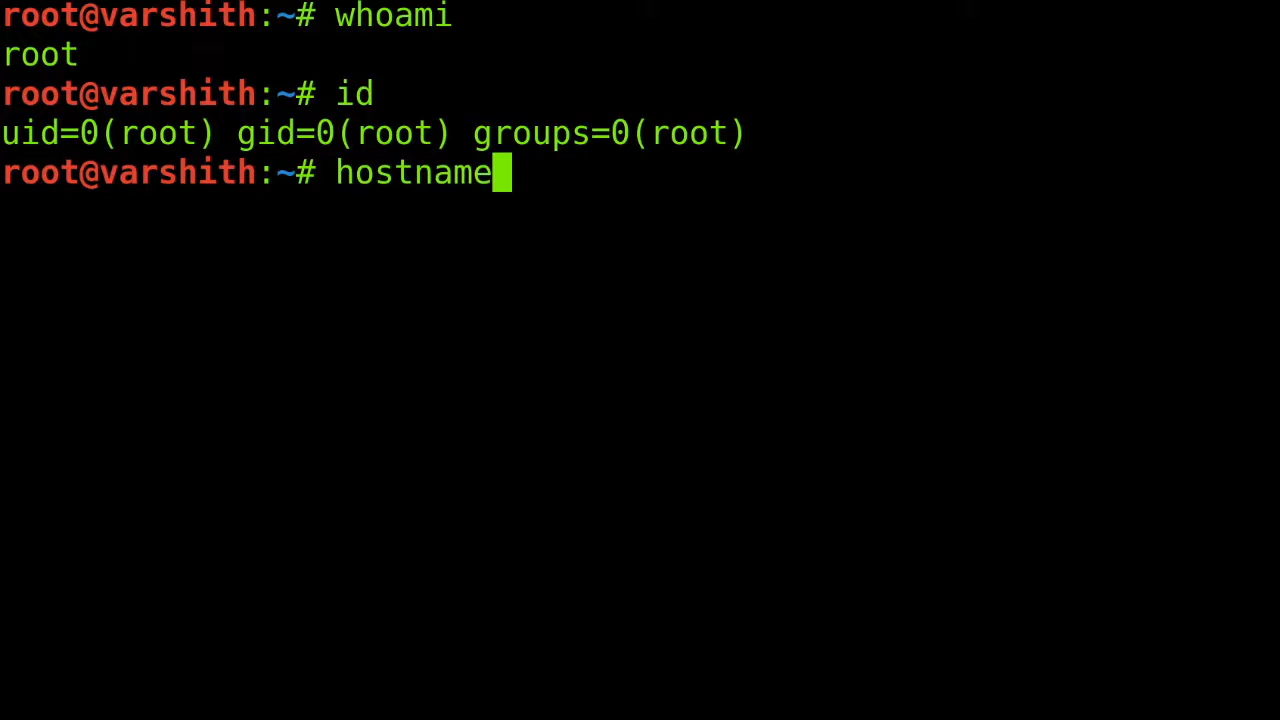 root@varshith:~# whoami
root
root@varshith:~# id
uid=0(root) gid=0(root) groups=0(root)
root@varshith:~# hostname